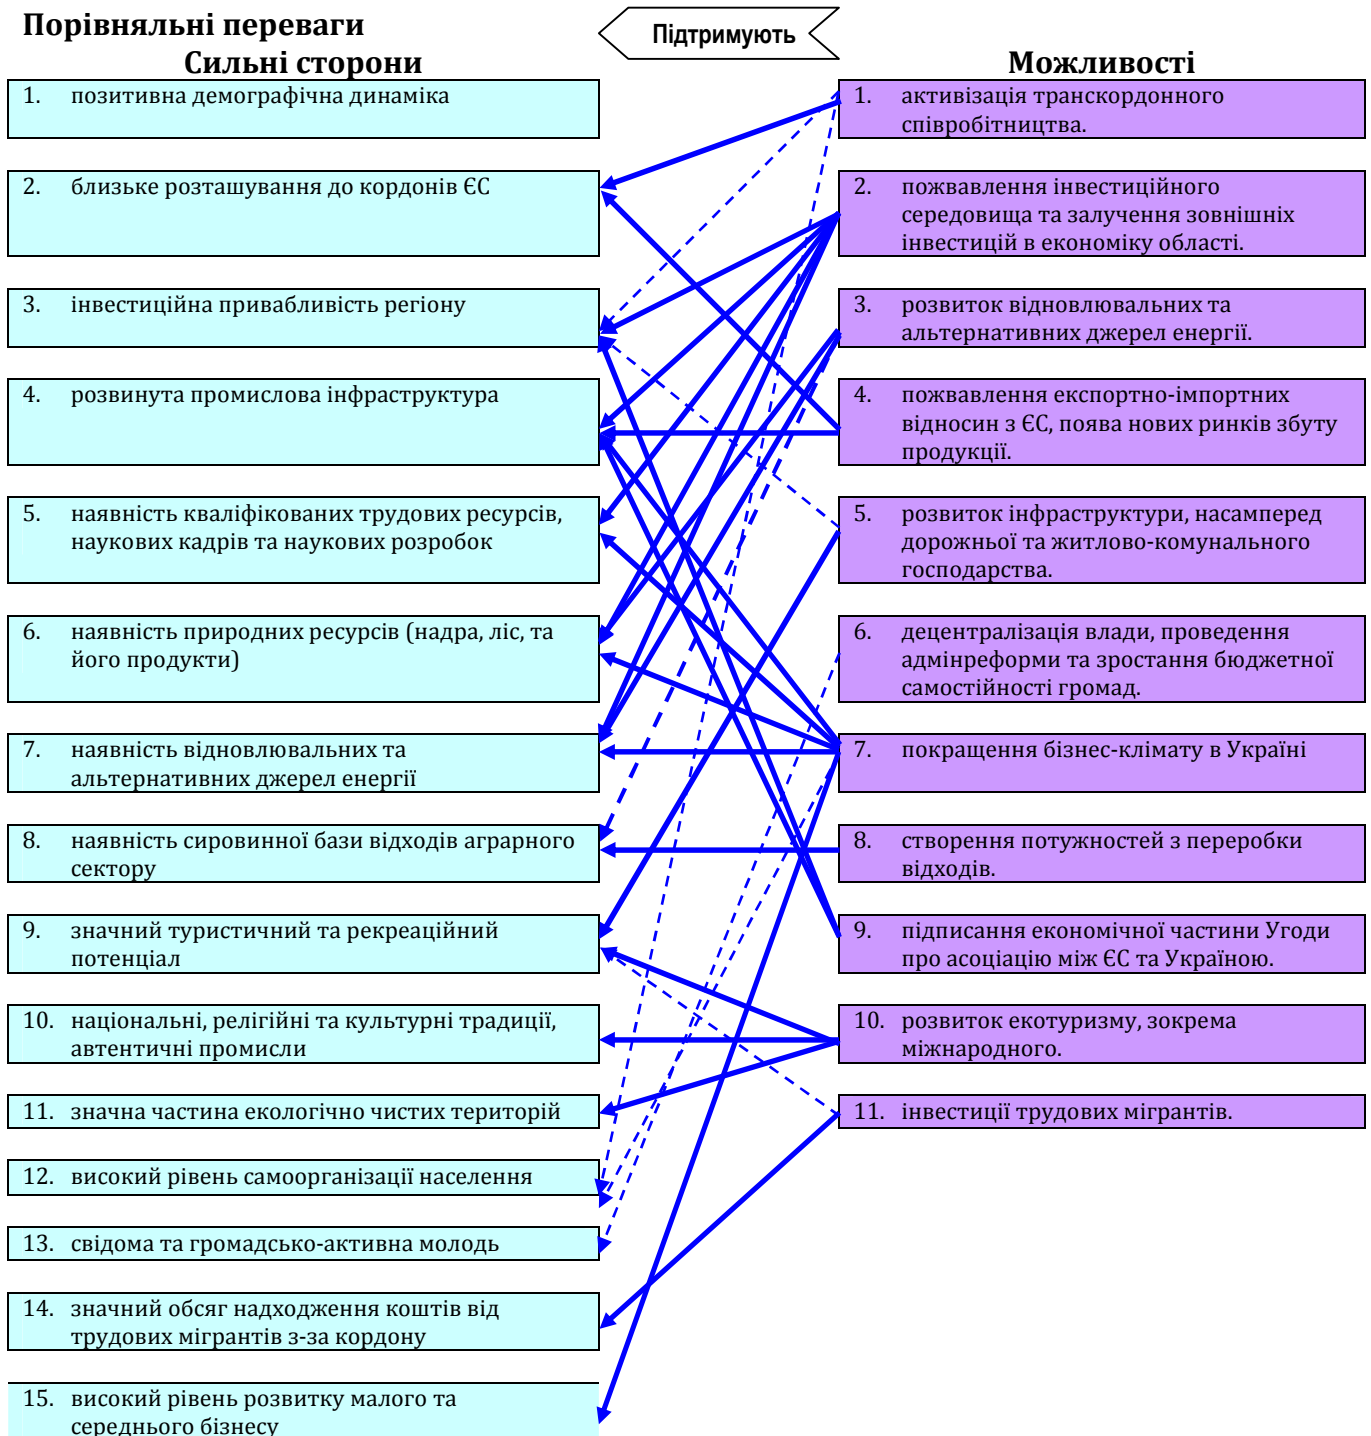 Порівняльні переваги
Підтримують
Сильні сторони
Можливості
1. позитивна демографічна динаміка
2. близьке розташування до кордонів ЄС
3. інвестиційна привабливість регіону
4. розвинута промислова інфраструктура
5. наявність кваліфікованих трудових ресурсів,
наукових кадрів та наукових розробок
6. наявність природних ресурсів (надра, ліс, та
його продукти)
7. наявність відновлювальних та
альтернативних джерел енергії
8. наявність сировинної бази відходів аграрного
сектору
9. значний туристичний та рекреаційний
потенціал
10. національні, релігійні та культурні традиції,
автентичні промисли
11. значна частина екологічно чистих територій
12. високий рівень самоорганізації населення
13. свідома та громадсько-активна молодь
14. значний обсяг надходження коштів від
трудових мігрантів з-за кордону
15. високий рівень розвитку малого та
середнього бізнесу
1. активізація транскордонного
співробітництва.
2. пожвавлення інвестиційного
середовища та залучення зовнішніх
інвестицій в економіку області.
3. розвиток відновлювальних та
альтернативних джерел енергії.
4. пожвавлення експортно-імпортних
відносин з ЄС, поява нових ринків збуту
продукції.
5. розвиток інфраструктури, насамперед
дорожньої та житлово-комунального
господарства.
6. децентралізація влади, проведення
адмінреформи та зростання бюджетної
самостійності громад.
7. покращення бізнес-клімату в Україні
8. створення потужностей з переробки
відходів.
9. підписання економічної частини Угоди
про асоціацію між ЄС та Україною.
10. розвиток екотуризму, зокрема
міжнародного.
11. інвестиції трудових мігрантів.